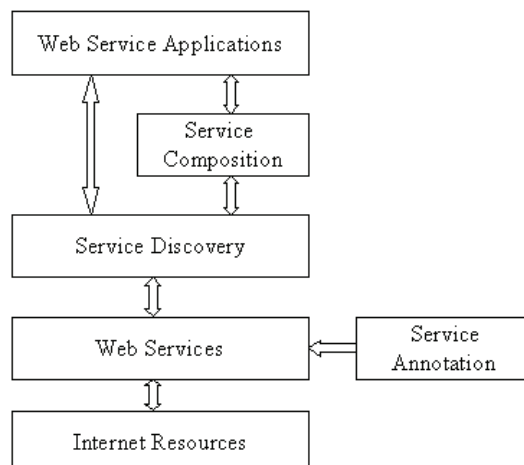 Web Service Applications
Service
Composition
Service Discovery
Web Services
Service
Annotation
Internet Resources